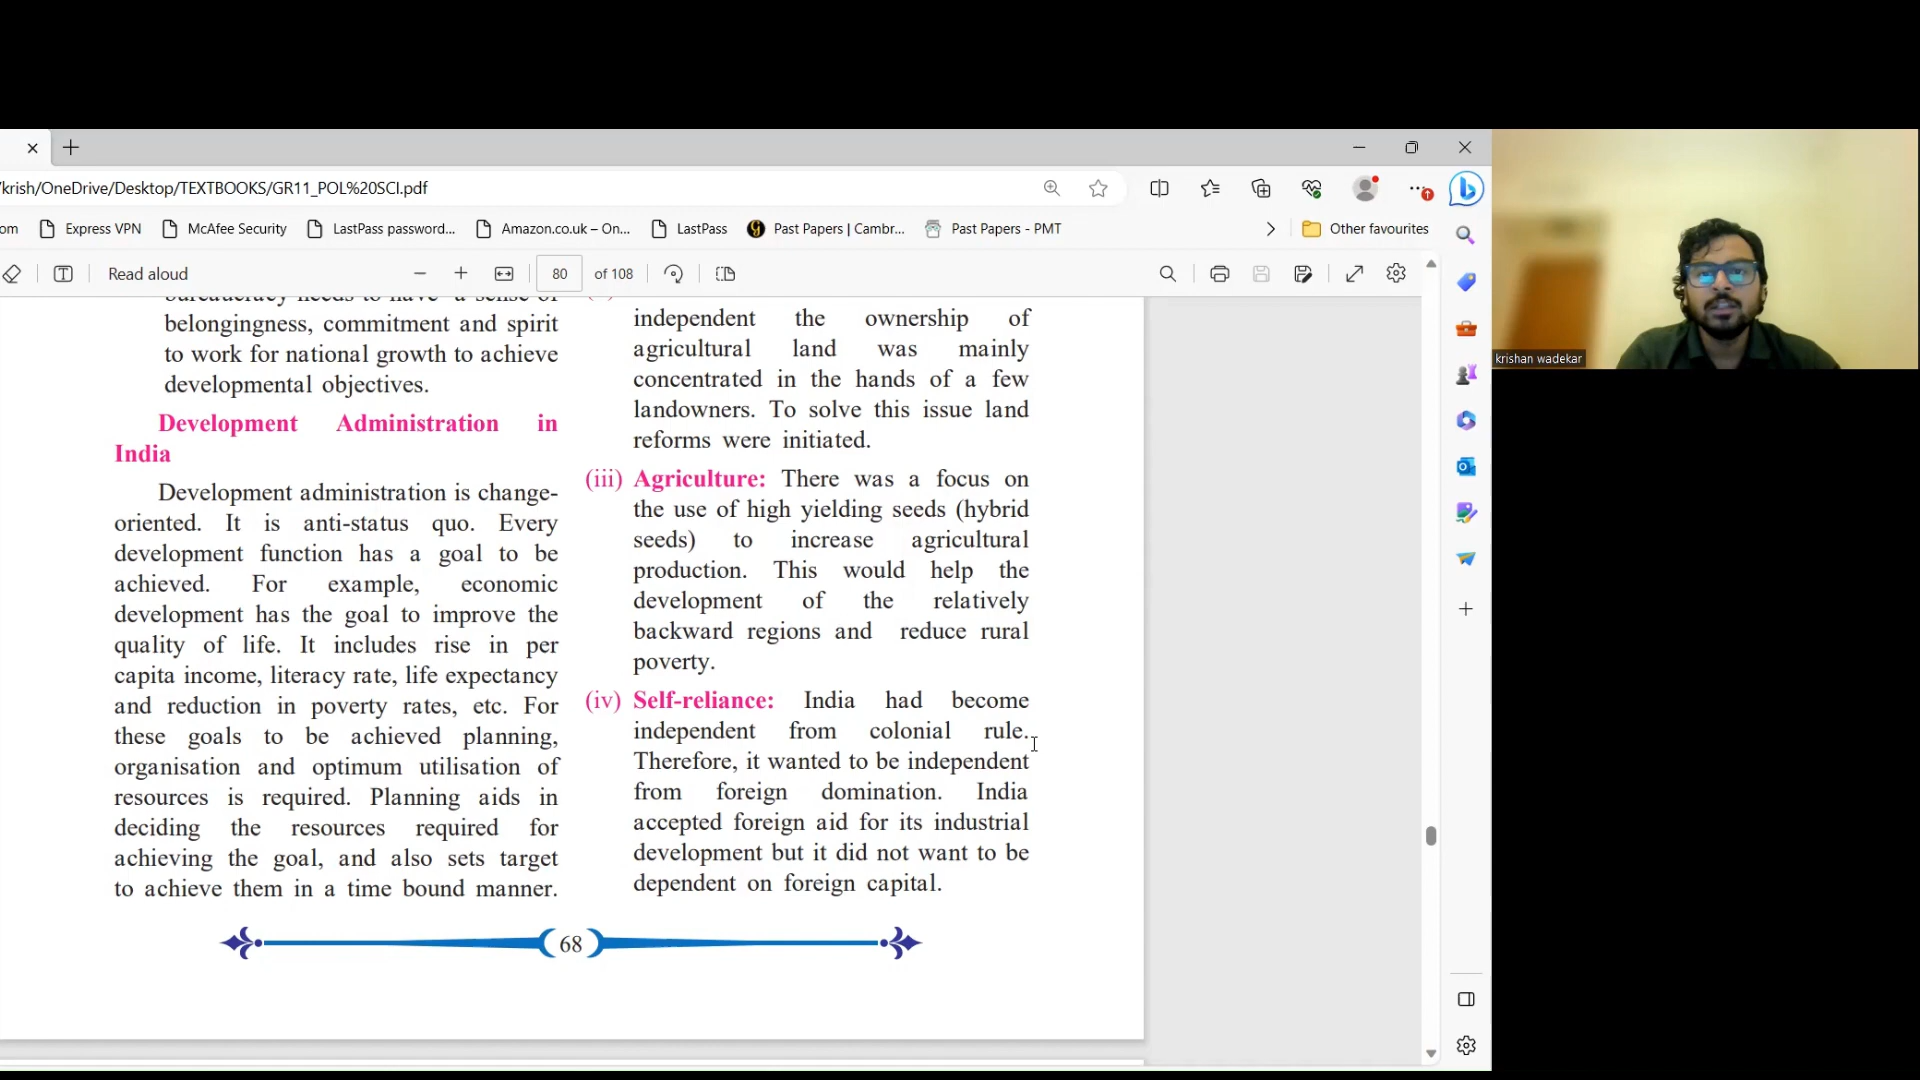 /krish/OneDrive/Desktop/TEXTBOOKS/GR11_POL%20SCI.pdf
om
Express VPN
McAfee Security
LastPass password...
Amazon.co.uk – On...
LastPass
Past Papers | Cambr...
Past Papers - PMT
Other favourites
Read aloud
80
of 108
bureaucracy needs to have a sense of
belongingness, commitment and spirit
to work for national growth to achieve
developmental objectives.
Development Administration in
India
Development administration is change-
oriented. It is anti-status quo. Every
development function has a goal to be
achieved. For example, economic
development has the goal to improve the
quality of life. It includes rise in per
capita income, literacy rate, life expectancy
and reduction in poverty rates, etc. For
these goals to be achieved planning,
organisation and optimum utilisation of
resources is required. Planning aids in
deciding the resources required for
achieving the goal, and also sets target
to achieve them in a time bound manner.
independent the ownership of
agricultural land was mainly
concentrated in the hands of a few
landowners. To solve this issue land
reforms were initiated.
(iii) Agriculture: There was a focus on
the use of high yielding seeds (hybrid
seeds) to increase agricultural
production. This would help the
development of the relatively
backward regions and reduce rural
poverty.
(iv) Self-reliance: India had become
independent from colonial rule.
Therefore, it wanted to be independent
from foreign domination. India
accepted foreign aid for its industrial
development but it did not want to be
dependent on foreign capital.
68
krishan wadekar